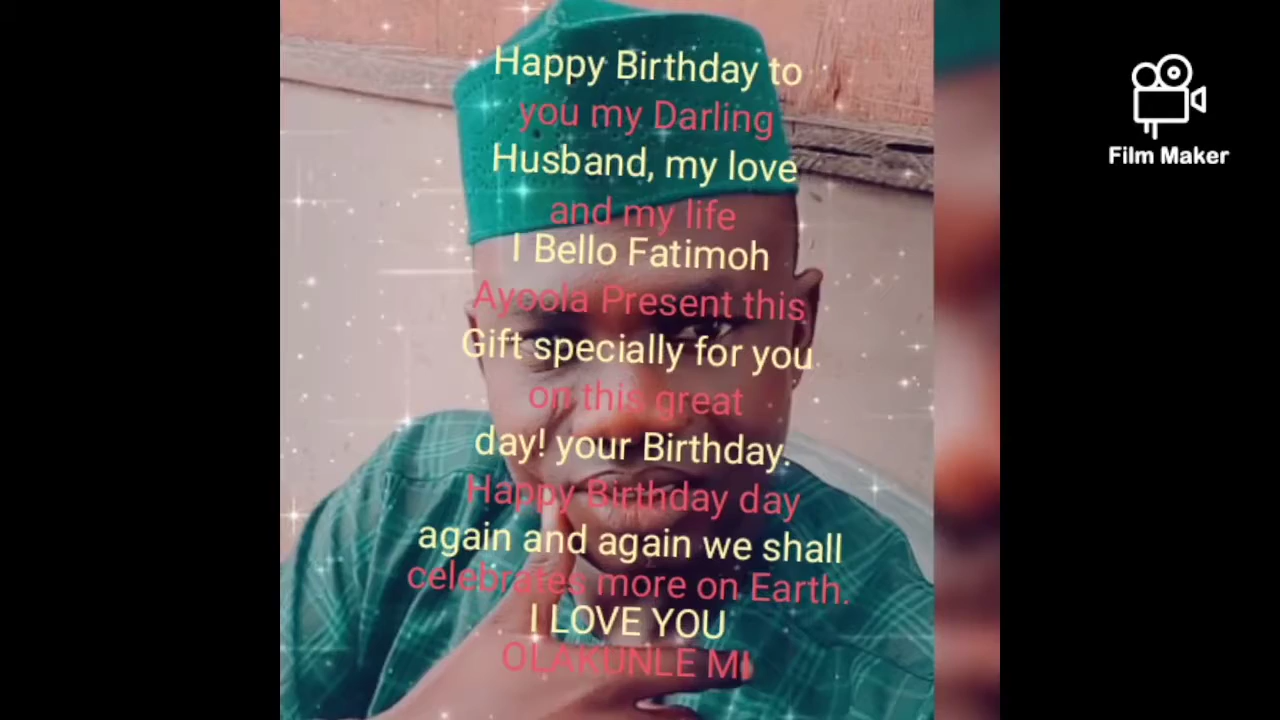 Happy Birthday to
you my Darling
Husband, my love
and my life
I Bello Fatimoh
Ayoola Present this
Gift specially for you
on this great
day! your Birthday.
Happy Birthday day
again and again we shall
celebrates more on Earth.
I LOVE YOU
OLAKUNLE MI
Film Maker